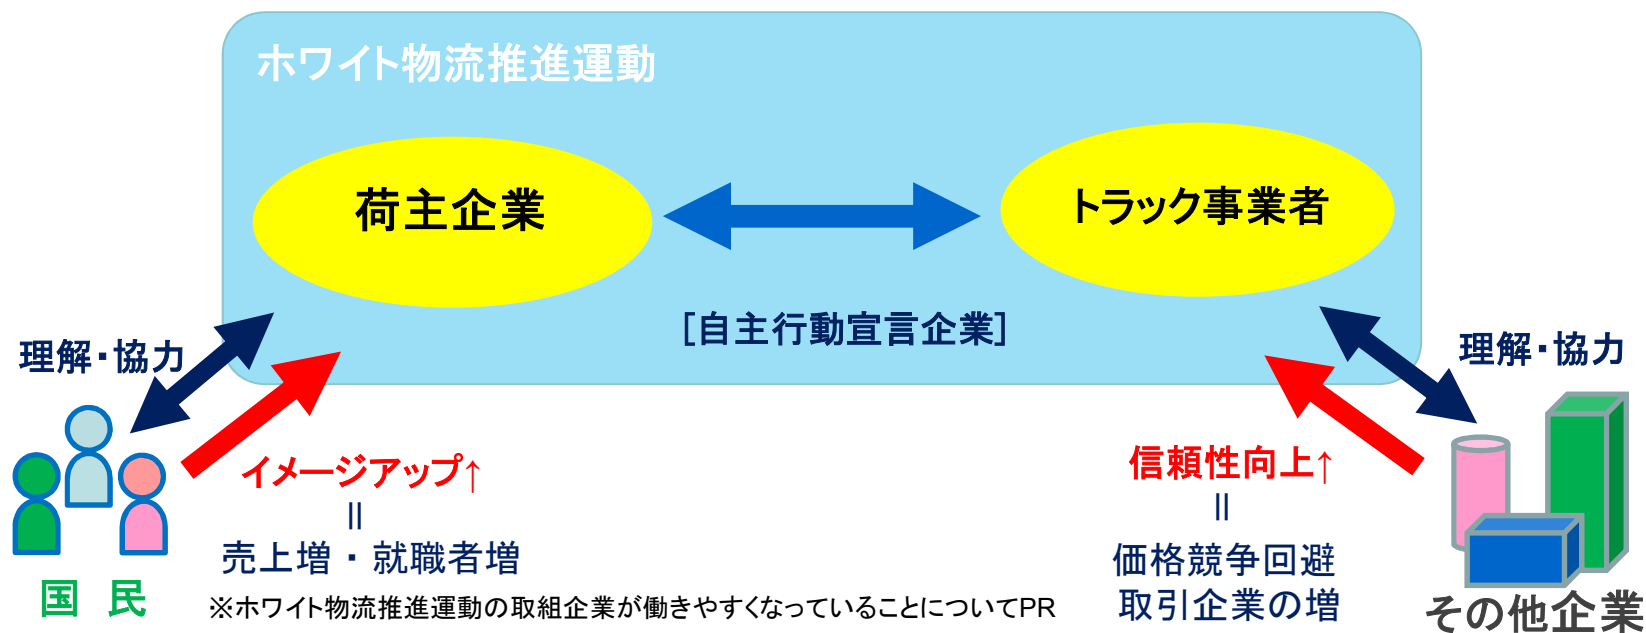 ホワイト物流推進運動
荷主企業
トラック事業者
[自主行動宣言企業]
理解・協力
理解・協力
イメージアップ↑
||
売上増・就職者増
信頼性向上↑
||
価格競争回避
取引企業の増
国 民
※ホワイト物流推進運動の取組企業が働きやすくなっていることについてPR
その他企業